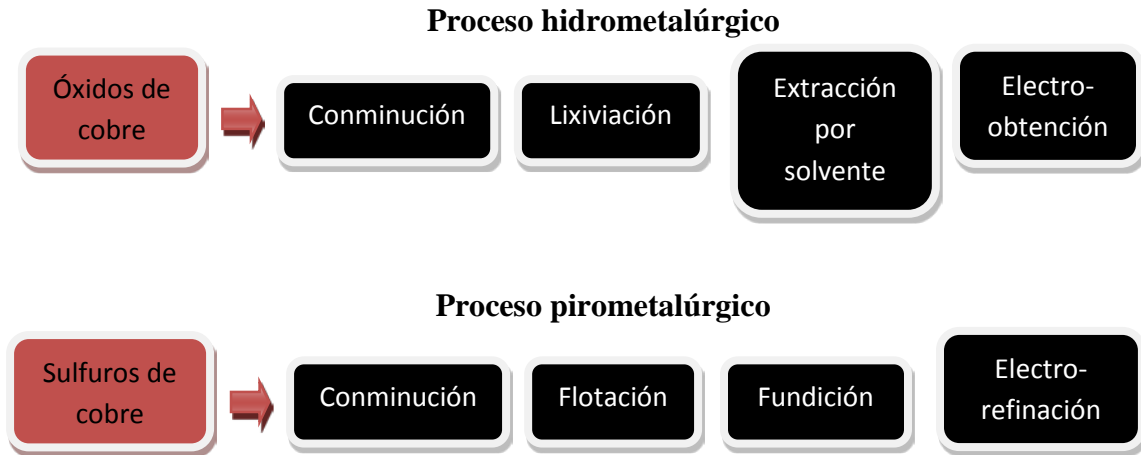 Proceso hidrometalúrgico
Óxidos de
cobre
Conminución
Lixiviación
Extracción
por
solvente
Electro-
obtención
Proceso pirometalúrgico
Sulfuros de
cobre
Conminución
Flotación
Fundición
Electro-
refinación